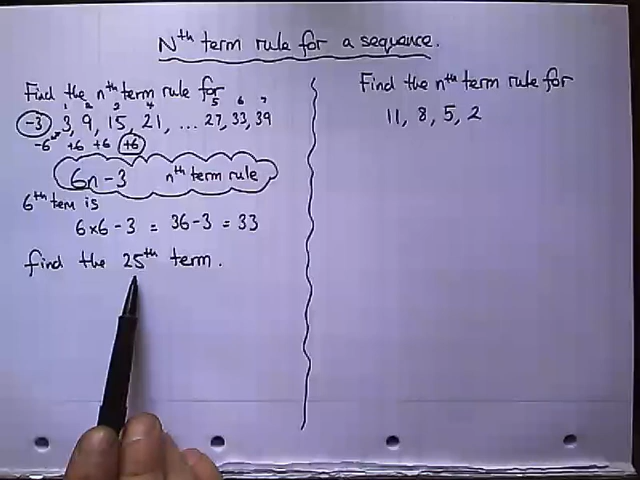 Nth term rule for a sequence.
Find the nth term rule for
1 2 3 4 5 6 7
-3 3, 9, 15, 21, ... 27, 33, 39
-6 +6 +6 +6
6n - 3 nth term rule
6th tem is
6×6 - 3 = 36 - 3 = 33
find the 25th term.
Find the nth term rule for
11, 8, 5, 2